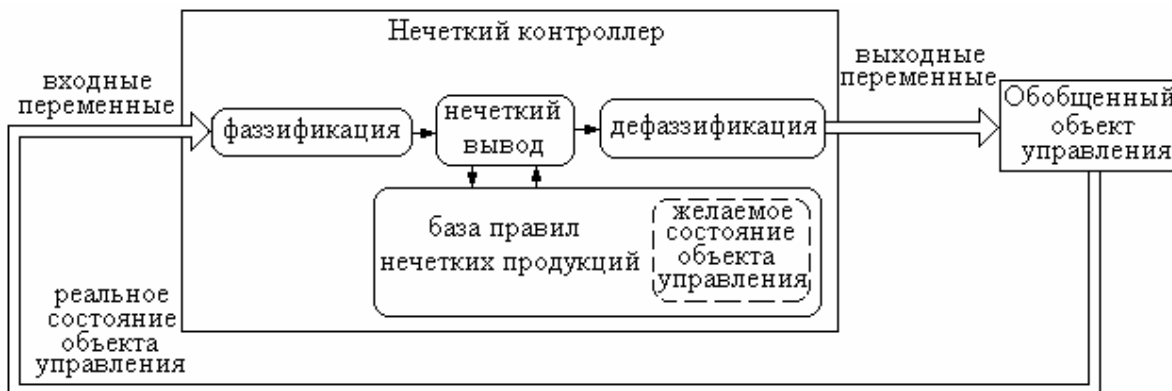 Нечеткий контроллер
входные
переменные
фаззификация
нечеткий
вывод
дефаззификация
выходные
переменные
Обобщенный
объект
управления
база правил
нечетких продукций
желаемое
состояние
объекта
управления
реальное
состояние
объекта
управления